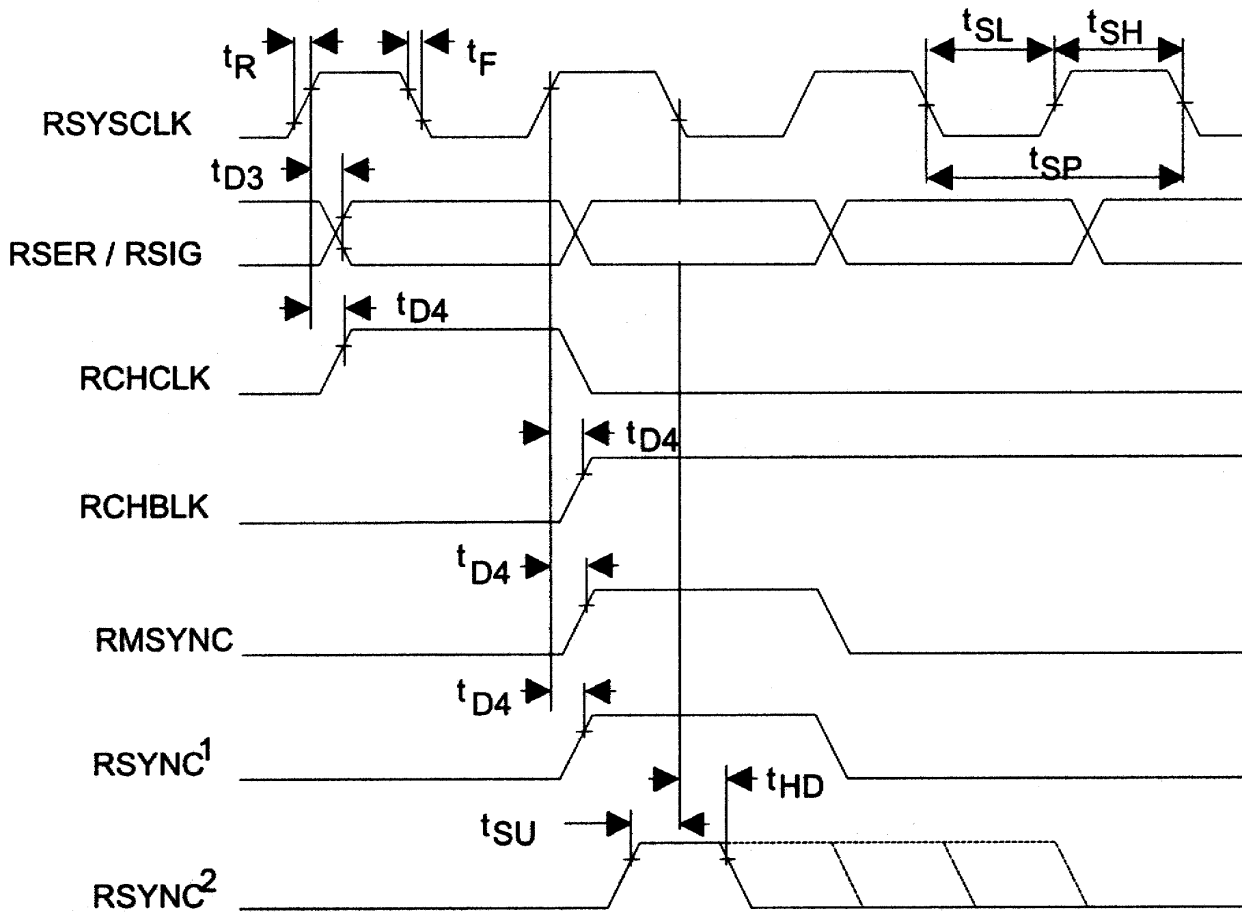 tSL tSH
tR tF
RSYSCLK
tD3 tSP
RSER / RSIG
tD4
RCHCLK
tD4
RCHBLK
tD4
RMSYNC
tD4
RSYNC1
tHD
tSU
RSYNC2